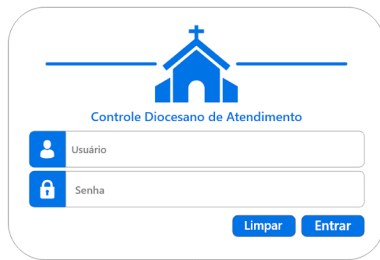 Controle Diocesano de Atendimento
Usuário
Senha
Limpar Entrar